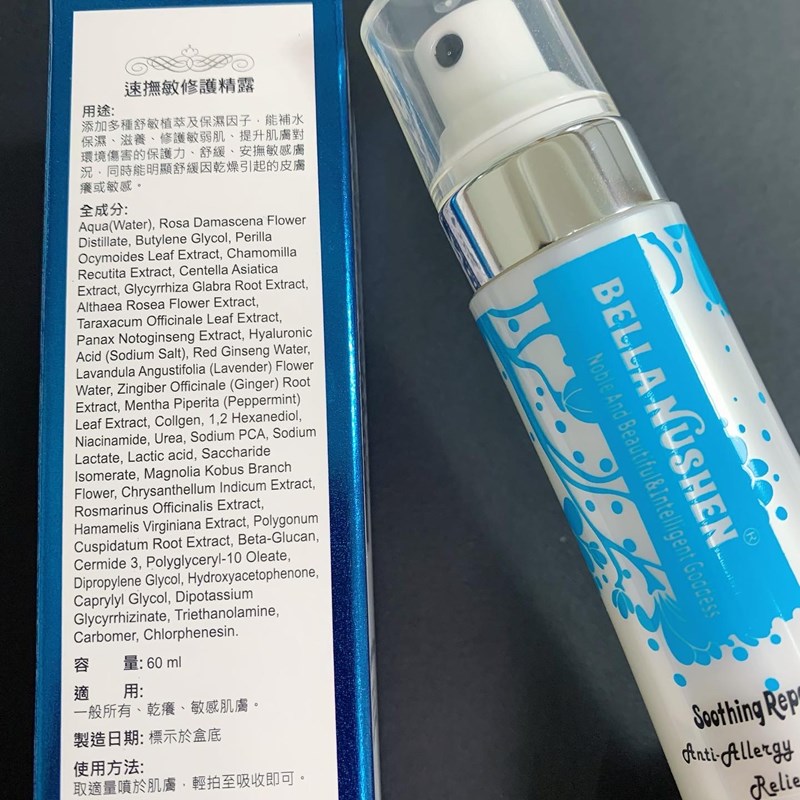 速撫敏修護精露
用途:
添加多種舒敏植萃及保濕因子，能補水
保濕、滋養、修護敏弱肌、提升肌膚對
環境傷害的保護力、舒緩、安撫敏感膚
況，同時能明顯舒緩因乾燥引起的皮膚
癢或敏感。
全成分:
Aqua(Water), Rosa Damascena Flower
Distillate, Butylene Glycol, Perilla
Ocymoides Leaf Extract, Chamomilla
Recutita Extract, Centella Asiatica
Extract, Glycyrrhiza Glabra Root Extract,
Althaea Rosea Flower Extract,
Taraxacum Officinale Leaf Extract,
Panax Notoginseng Extract, Hyaluronic
Acid (Sodium Salt), Red Ginseng Water,
Lavandula Angustifolia (Lavender) Flower
Water, Zingiber Officinale (Ginger) Root
Extract, Mentha Piperita (Peppermint)
Leaf Extract, Collgen, 1,2 Hexanediol,
Niacinamide, Urea, Sodium PCA, Sodium
Lactate, Lactic acid, Saccharide
Isomerate, Magnolia Kobus Branch
Flower, Chrysanthellum Indicum Extract,
Rosmarinus Officinalis Extract,
Hamamelis Virginiana Extract, Polygonum
Cuspidatum Root Extract, Beta-Glucan,
Cermide 3, Polyglyceryl-10 Oleate,
Dipropylene Glycol, Hydroxyacetophenone,
Caprylyl Glycol, Dipotassium
Glycyrrhizinate, Triethanolamine,
Carbomer, Chlorphenesin.
容 量: 60 ml
適 用:
一般所有、乾癢、敏感肌膚。
製造日期: 標示於盒底
使用方法:
取適量噴於肌膚，輕拍至吸收即可。
BELLA NUSHEN®
Noble And Beautiful & Intelligent Goddess
Soothing Rep
Anti-Allergy
Relie